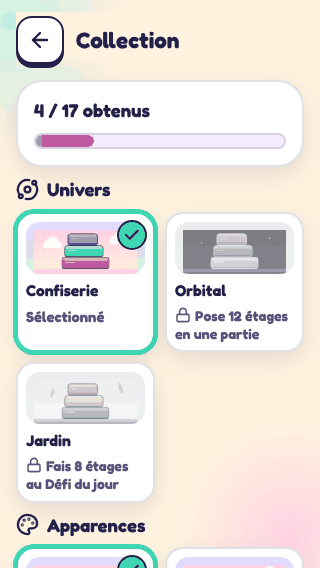 Collection
4 / 17 obtenus
Univers
Confiserie
Sélectionné
Orbital
Pose 12 étages
en une partie
Jardin
Fais 8 étages
au Défi du jour
Apparences